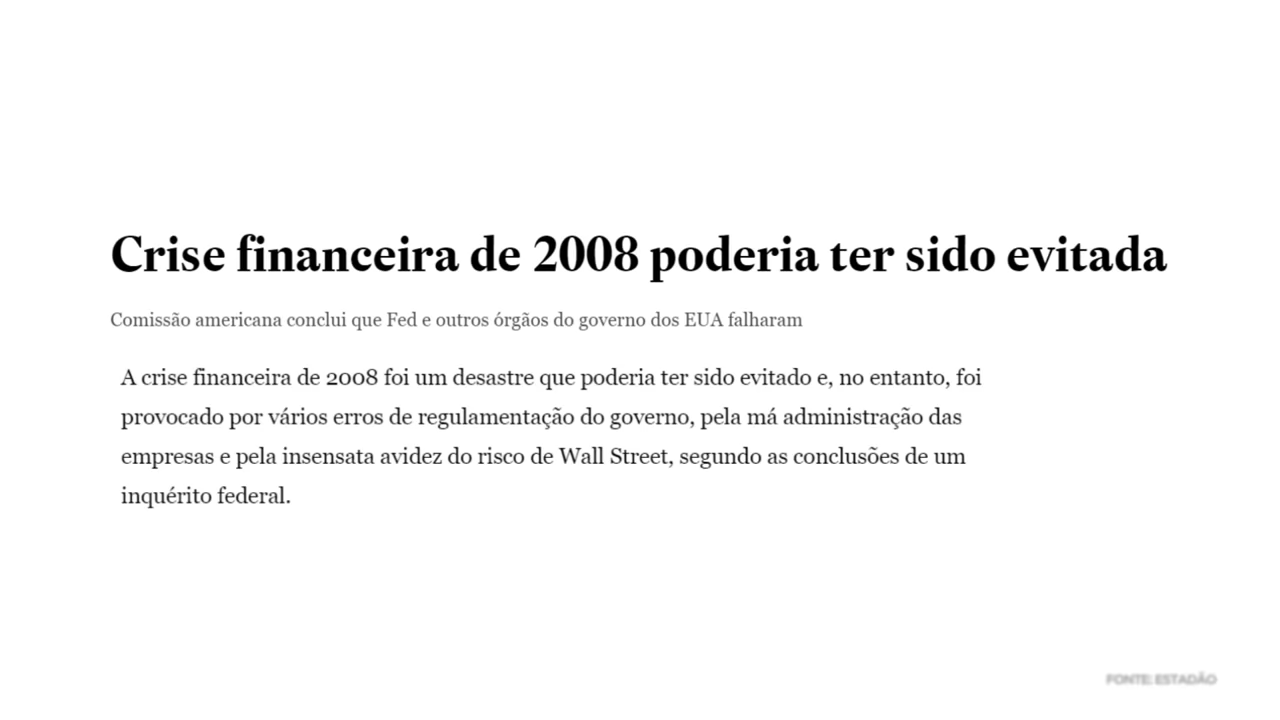 Crise financeira de 2008 poderia ter sido evitada
Comissão americana conclui que Fed e outros órgãos do governo dos EUA falharam
A crise financeira de 2008 foi um desastre que poderia ter sido evitado e, no entanto, foi
provocado por vários erros de regulamentação do governo, pela má administração das
empresas e pela insensata avidez do risco de Wall Street, segundo as conclusões de um
inquérito federal.
FONTE: ESTADÃO